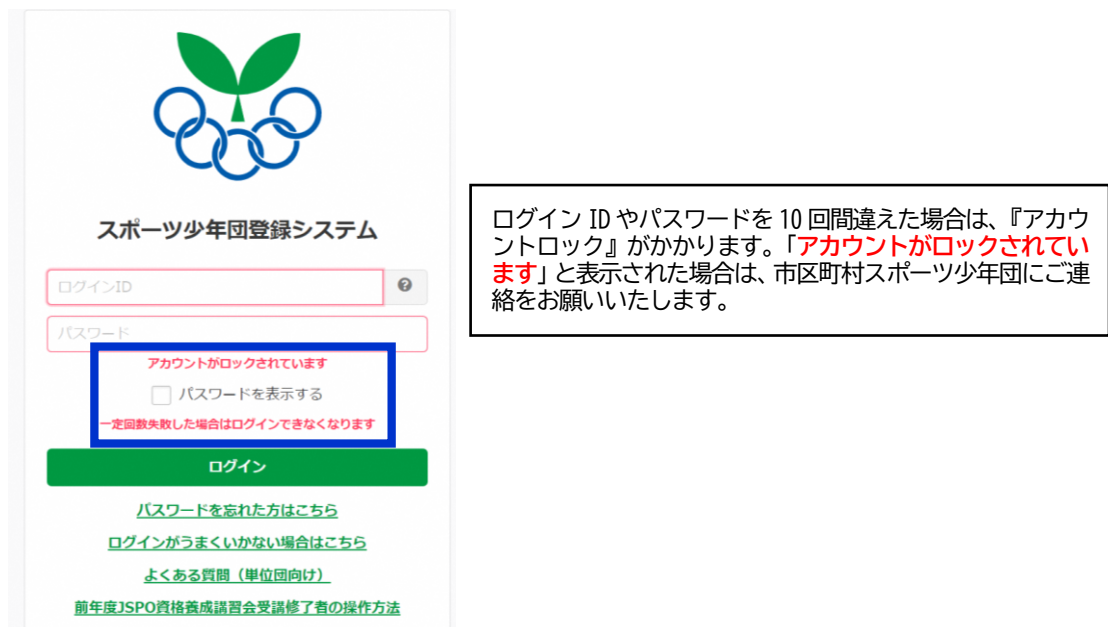 スポーツ少年団登録システム
ログインID
パスワード
アカウントがロックされています
パスワードを表示する
一定回数失敗した場合はログインできなくなります
ログイン
パスワードを忘れた方はこちら
ログインがうまくいかない場合はこちら
よくある質問（単位団向け）
前年度JSPO資格養成講習会受講修了者の操作方法
ログイン ID やパスワードを 10 回間違えた場合は、『アカウ
ントロック』がかかります。「アカウントがロックされてい
ます」と表示された場合は、市区町村スポーツ少年団にご連
絡をお願いいたします。